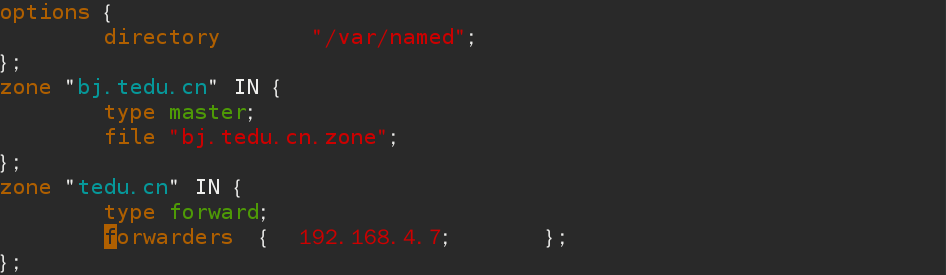 options {
        directory       "/var/named";
};
zone "bj.tedu.cn" IN {
        type master;
        file "bj.tedu.cn.zone";
};
zone "tedu.cn" IN {
        type forward;
        forwarders  {  192.168.4.7;       };
};